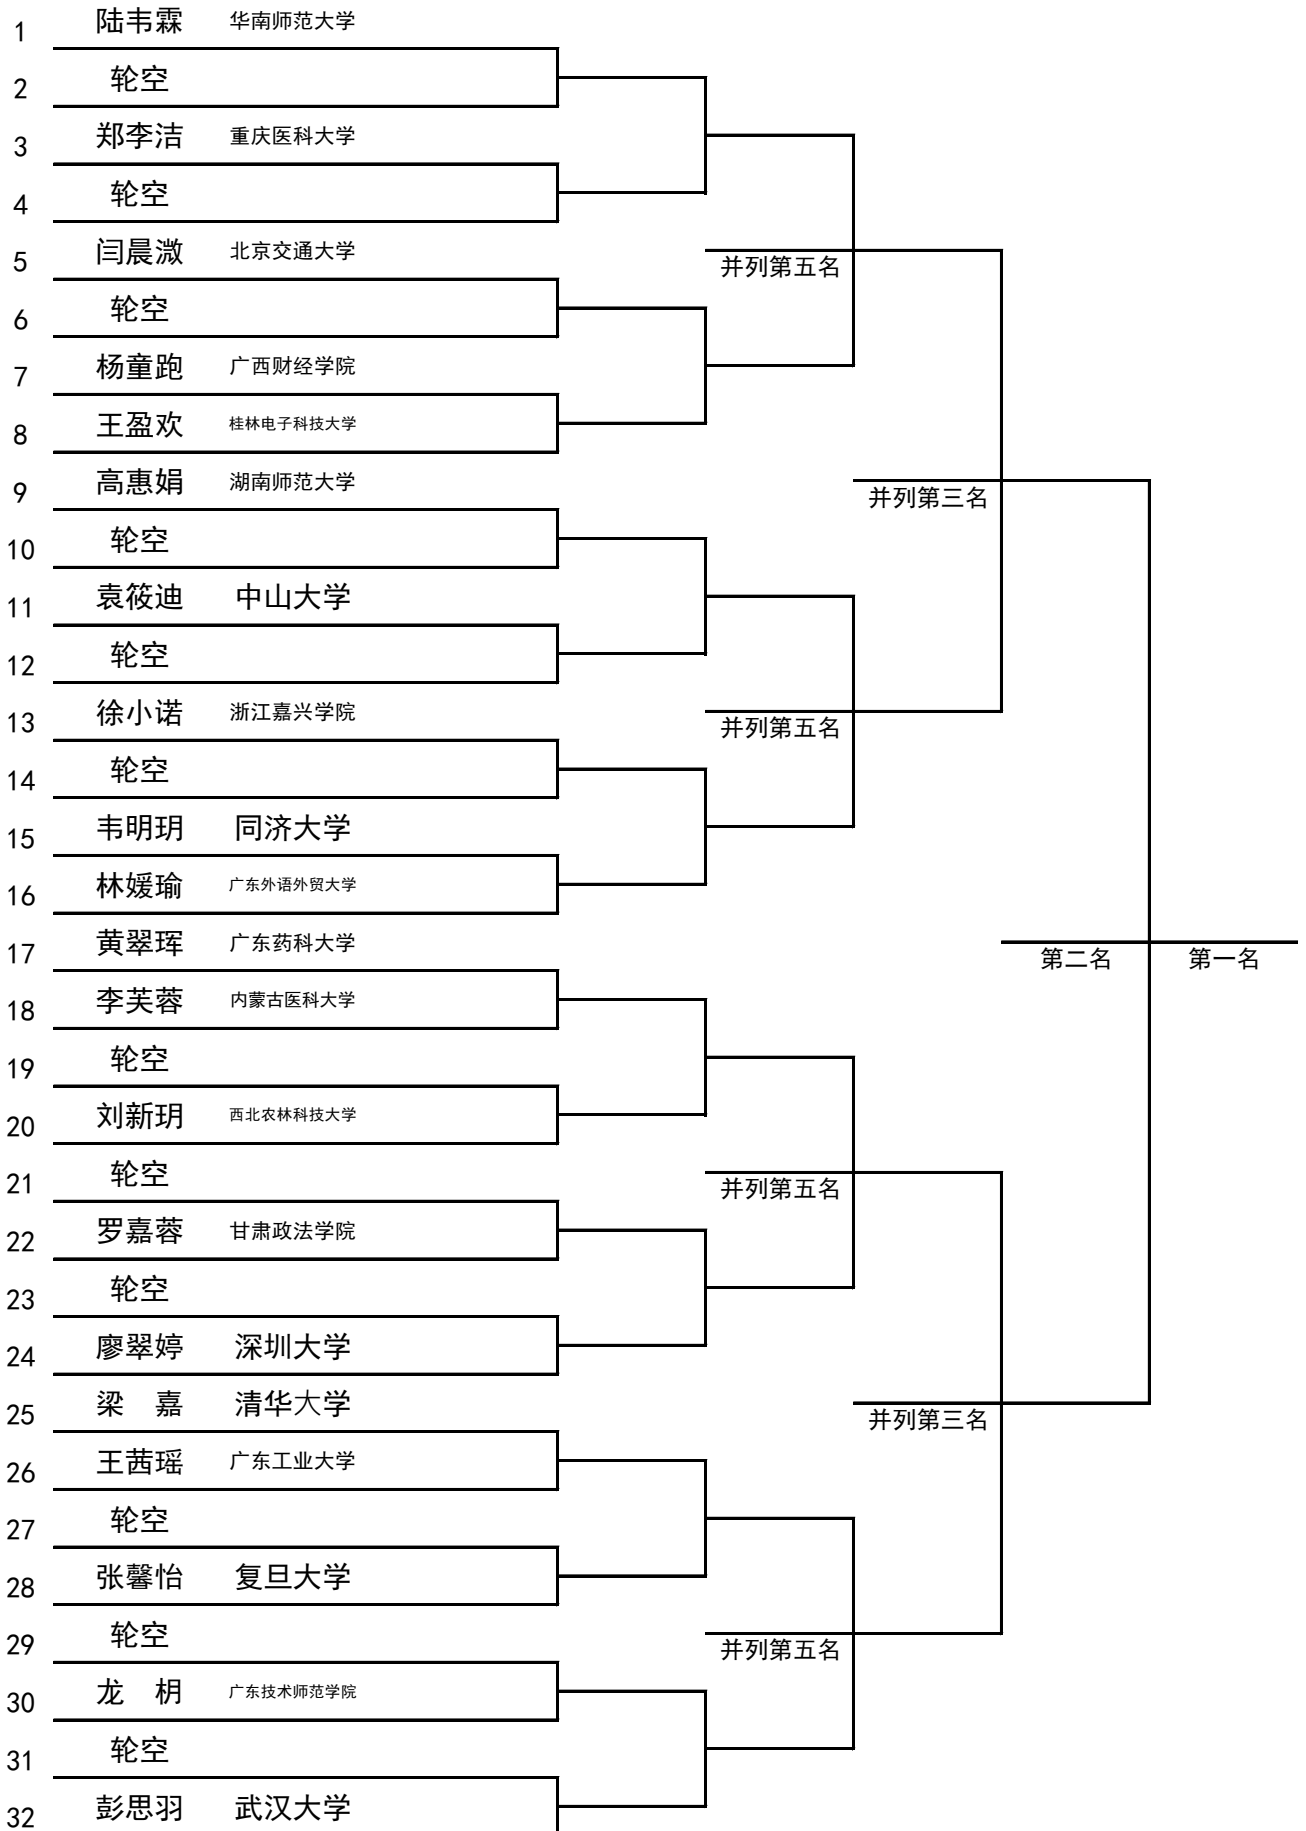 1 陆韦霖 华南师范大学
2 轮空
3 郑李洁 重庆医科大学
4 轮空
5 闫晨溦 北京交通大学
并列第五名
6 轮空
7 杨童跑 广西财经学院
8 王盈欢 桂林电子科技大学
9 高惠娟 湖南师范大学
并列第三名
10 轮空
11 袁筱迪 中山大学
12 轮空
13 徐小诺 浙江嘉兴学院
并列第五名
14 轮空
15 韦明玥 同济大学
16 林媛瑜 广东外语外贸大学
17 黄翠珲 广东药科大学
第二名 第一名
18 李芙蓉 内蒙古医科大学
19 轮空
20 刘新玥 西北农林科技大学
21 轮空
并列第五名
22 罗嘉蓉 甘肃政法学院
23 轮空
24 廖翠婷 深圳大学
25 梁 嘉 清华大学
并列第三名
26 王茜瑶 广东工业大学
27 轮空
28 张馨怡 复旦大学
29 轮空
并列第五名
30 龙 枂 广东技术师范学院
31 轮空
32 彭思羽 武汉大学